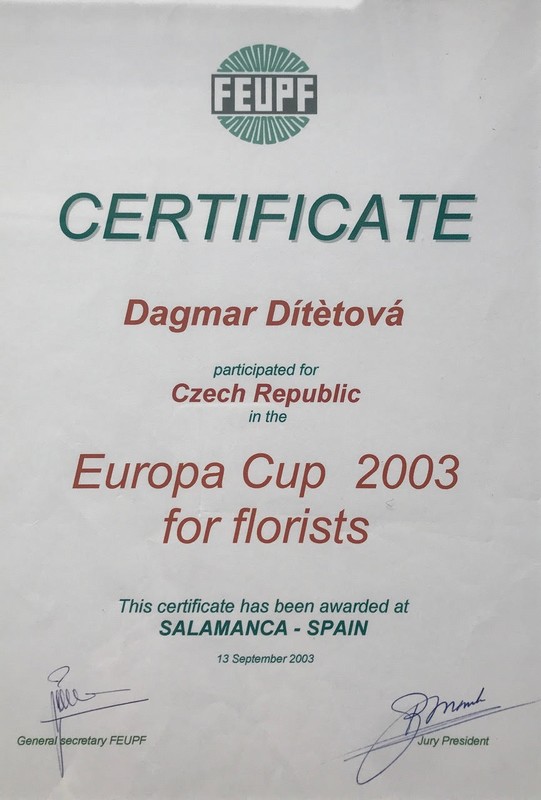 FEUPF
CERTIFICATE
Dagmar Dítètová
participated for
Czech Republic
in the
Europa Cup 2003
for florists
This certificate has been awarded at
SALAMANCA - SPAIN
13 September 2003
General secretary FEUPF
Jury President